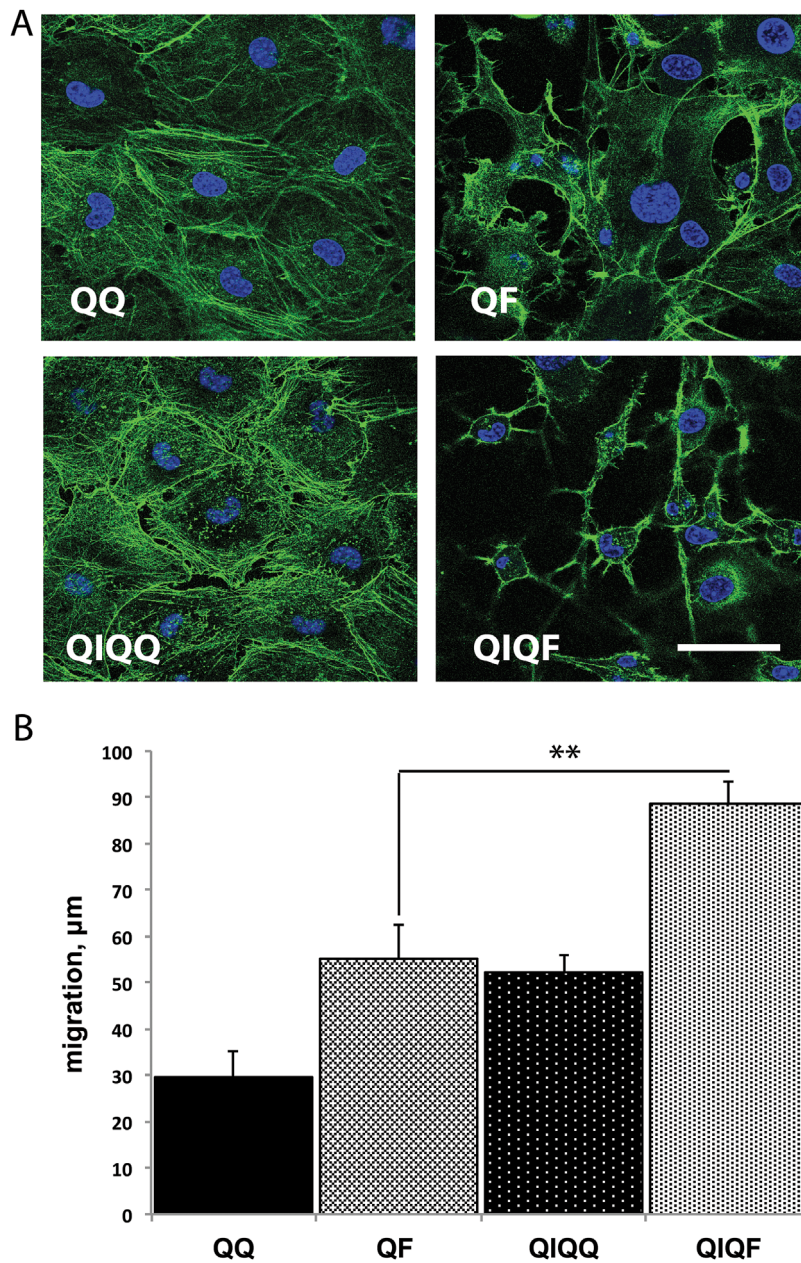 A
QQ
QF
QIQQ
QIQF
B
**
100
90
80
70
60
50
40
30
20
10
0
migration, μm
QQ
QF
QIQQ
QIQF